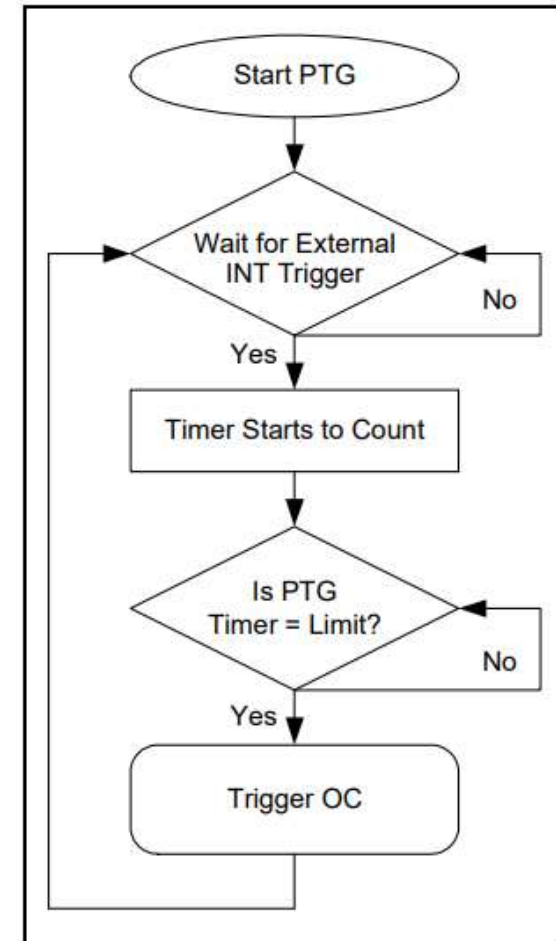 Start PTG
Wait for External
INT Trigger
No
Yes
Timer Starts to Count
Is PTG
Timer = Limit?
No
Yes
Trigger OC